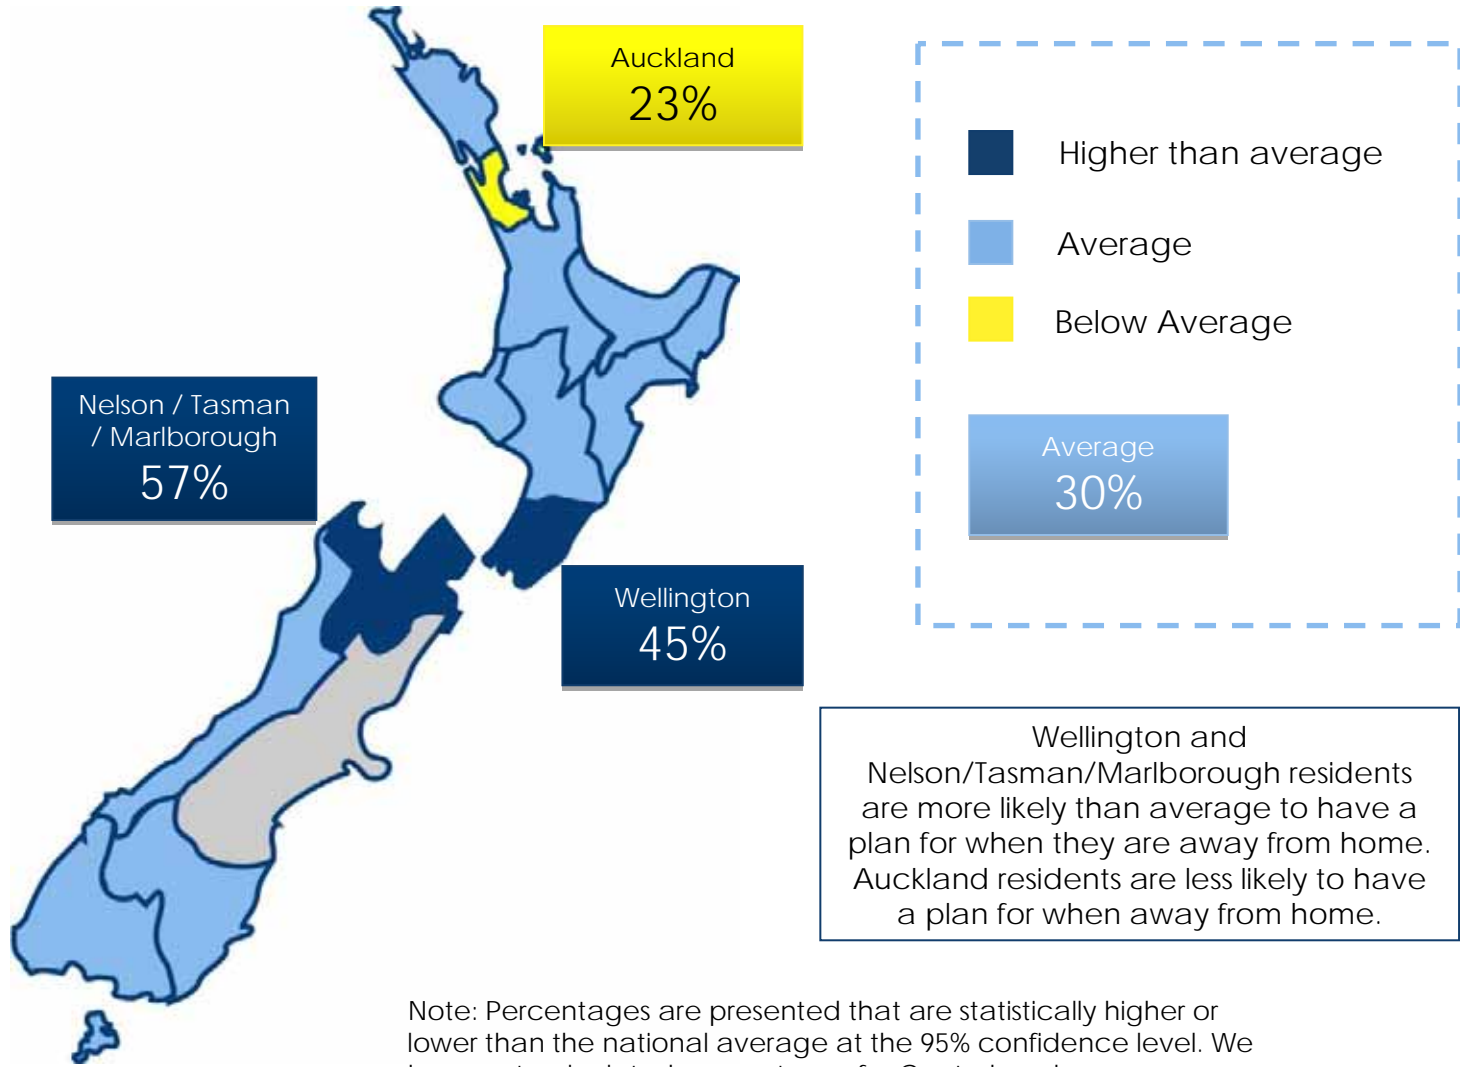 Auckland
23%
Higher than average
Average
Below Average
Nelson / Tasman
/ Marlborough
57%
Average
30%
Wellington
45%
Wellington and
Nelson/Tasman/Marlborough residents
are more likely than average to have a
plan for when they are away from home.
Auckland residents are less likely to have
a plan for when away from home.
Note: Percentages are presented that are statistically higher or
lower than the national average at the 95% confidence level. We